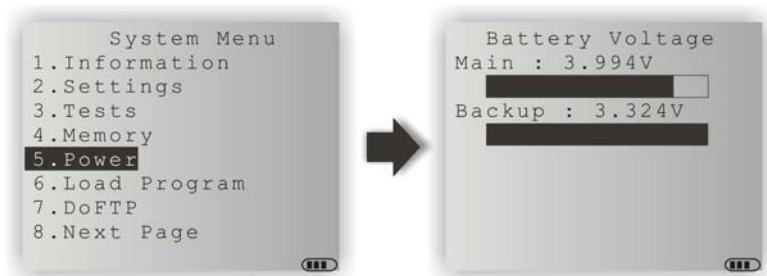 System Menu
1.Information
2.Settings
3.Tests
4.Memory
5.Power
6.Load Program
7.DoFTP
8.Next Page
Battery Voltage
Main : 3.994V
Backup : 3.324V